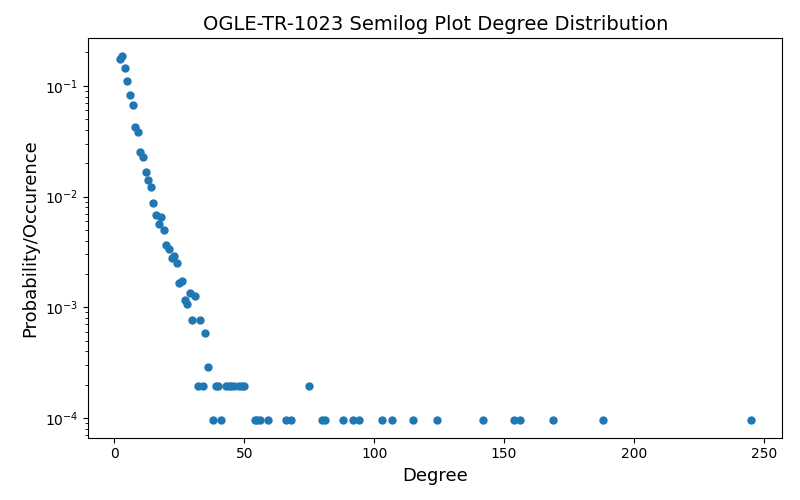 OGLE-TR-1023 Semilog Plot Degree Distribution
10⁻¹
10⁻²
10⁻³
10⁻⁴
Probability/Occurence
0 50 100 150 200 250
Degree